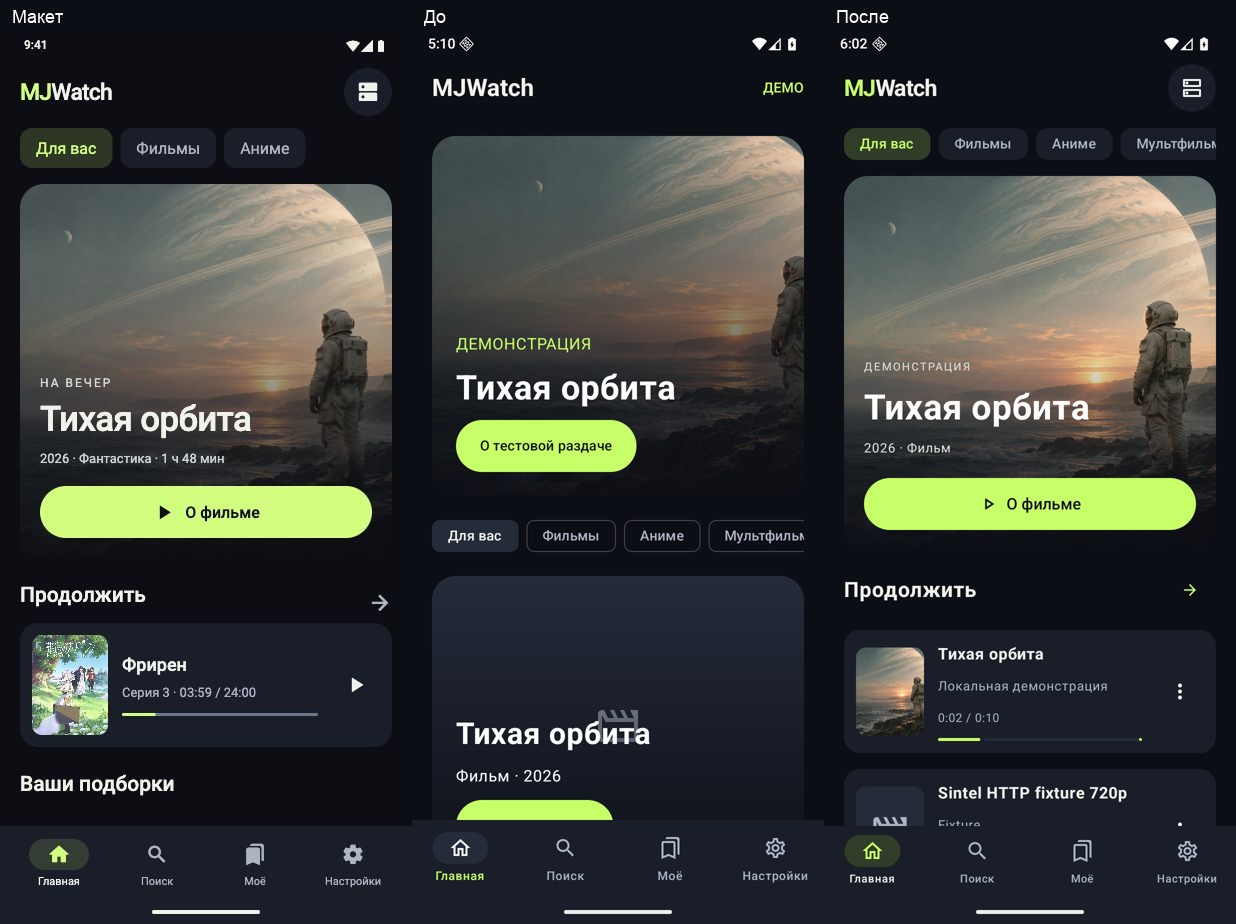 Макет
9:41
MJWatch
Для вас
Фильмы
Аниме
НА ВЕЧЕР
Тихая орбита
2026 · Фантастика · 1 ч 48 мин
О фильме
Продолжить
Фрирен
Серия 3 · 03:59 / 24:00
Ваши подборки
Главная
Поиск
Моё
Настройки
До
5:10
MJWatch
ДЕМО
ДЕМОНСТРАЦИЯ
Тихая орбита
О тестовой раздаче
Для вас
Фильмы
Аниме
Мультфильм
Тихая орбита
Фильм · 2026
Главная
Поиск
Моё
Настройки
После
6:02
MJWatch
Для вас
Фильмы
Аниме
Мультфильм
ДЕМОНСТРАЦИЯ
Тихая орбита
2026 · Фильм
О фильме
Продолжить
Тихая орбита
Локальная демонстрация
0:02 / 0:10
Sintel HTTP fixture 720p
Fixture
Главная
Поиск
Моё
Настройки